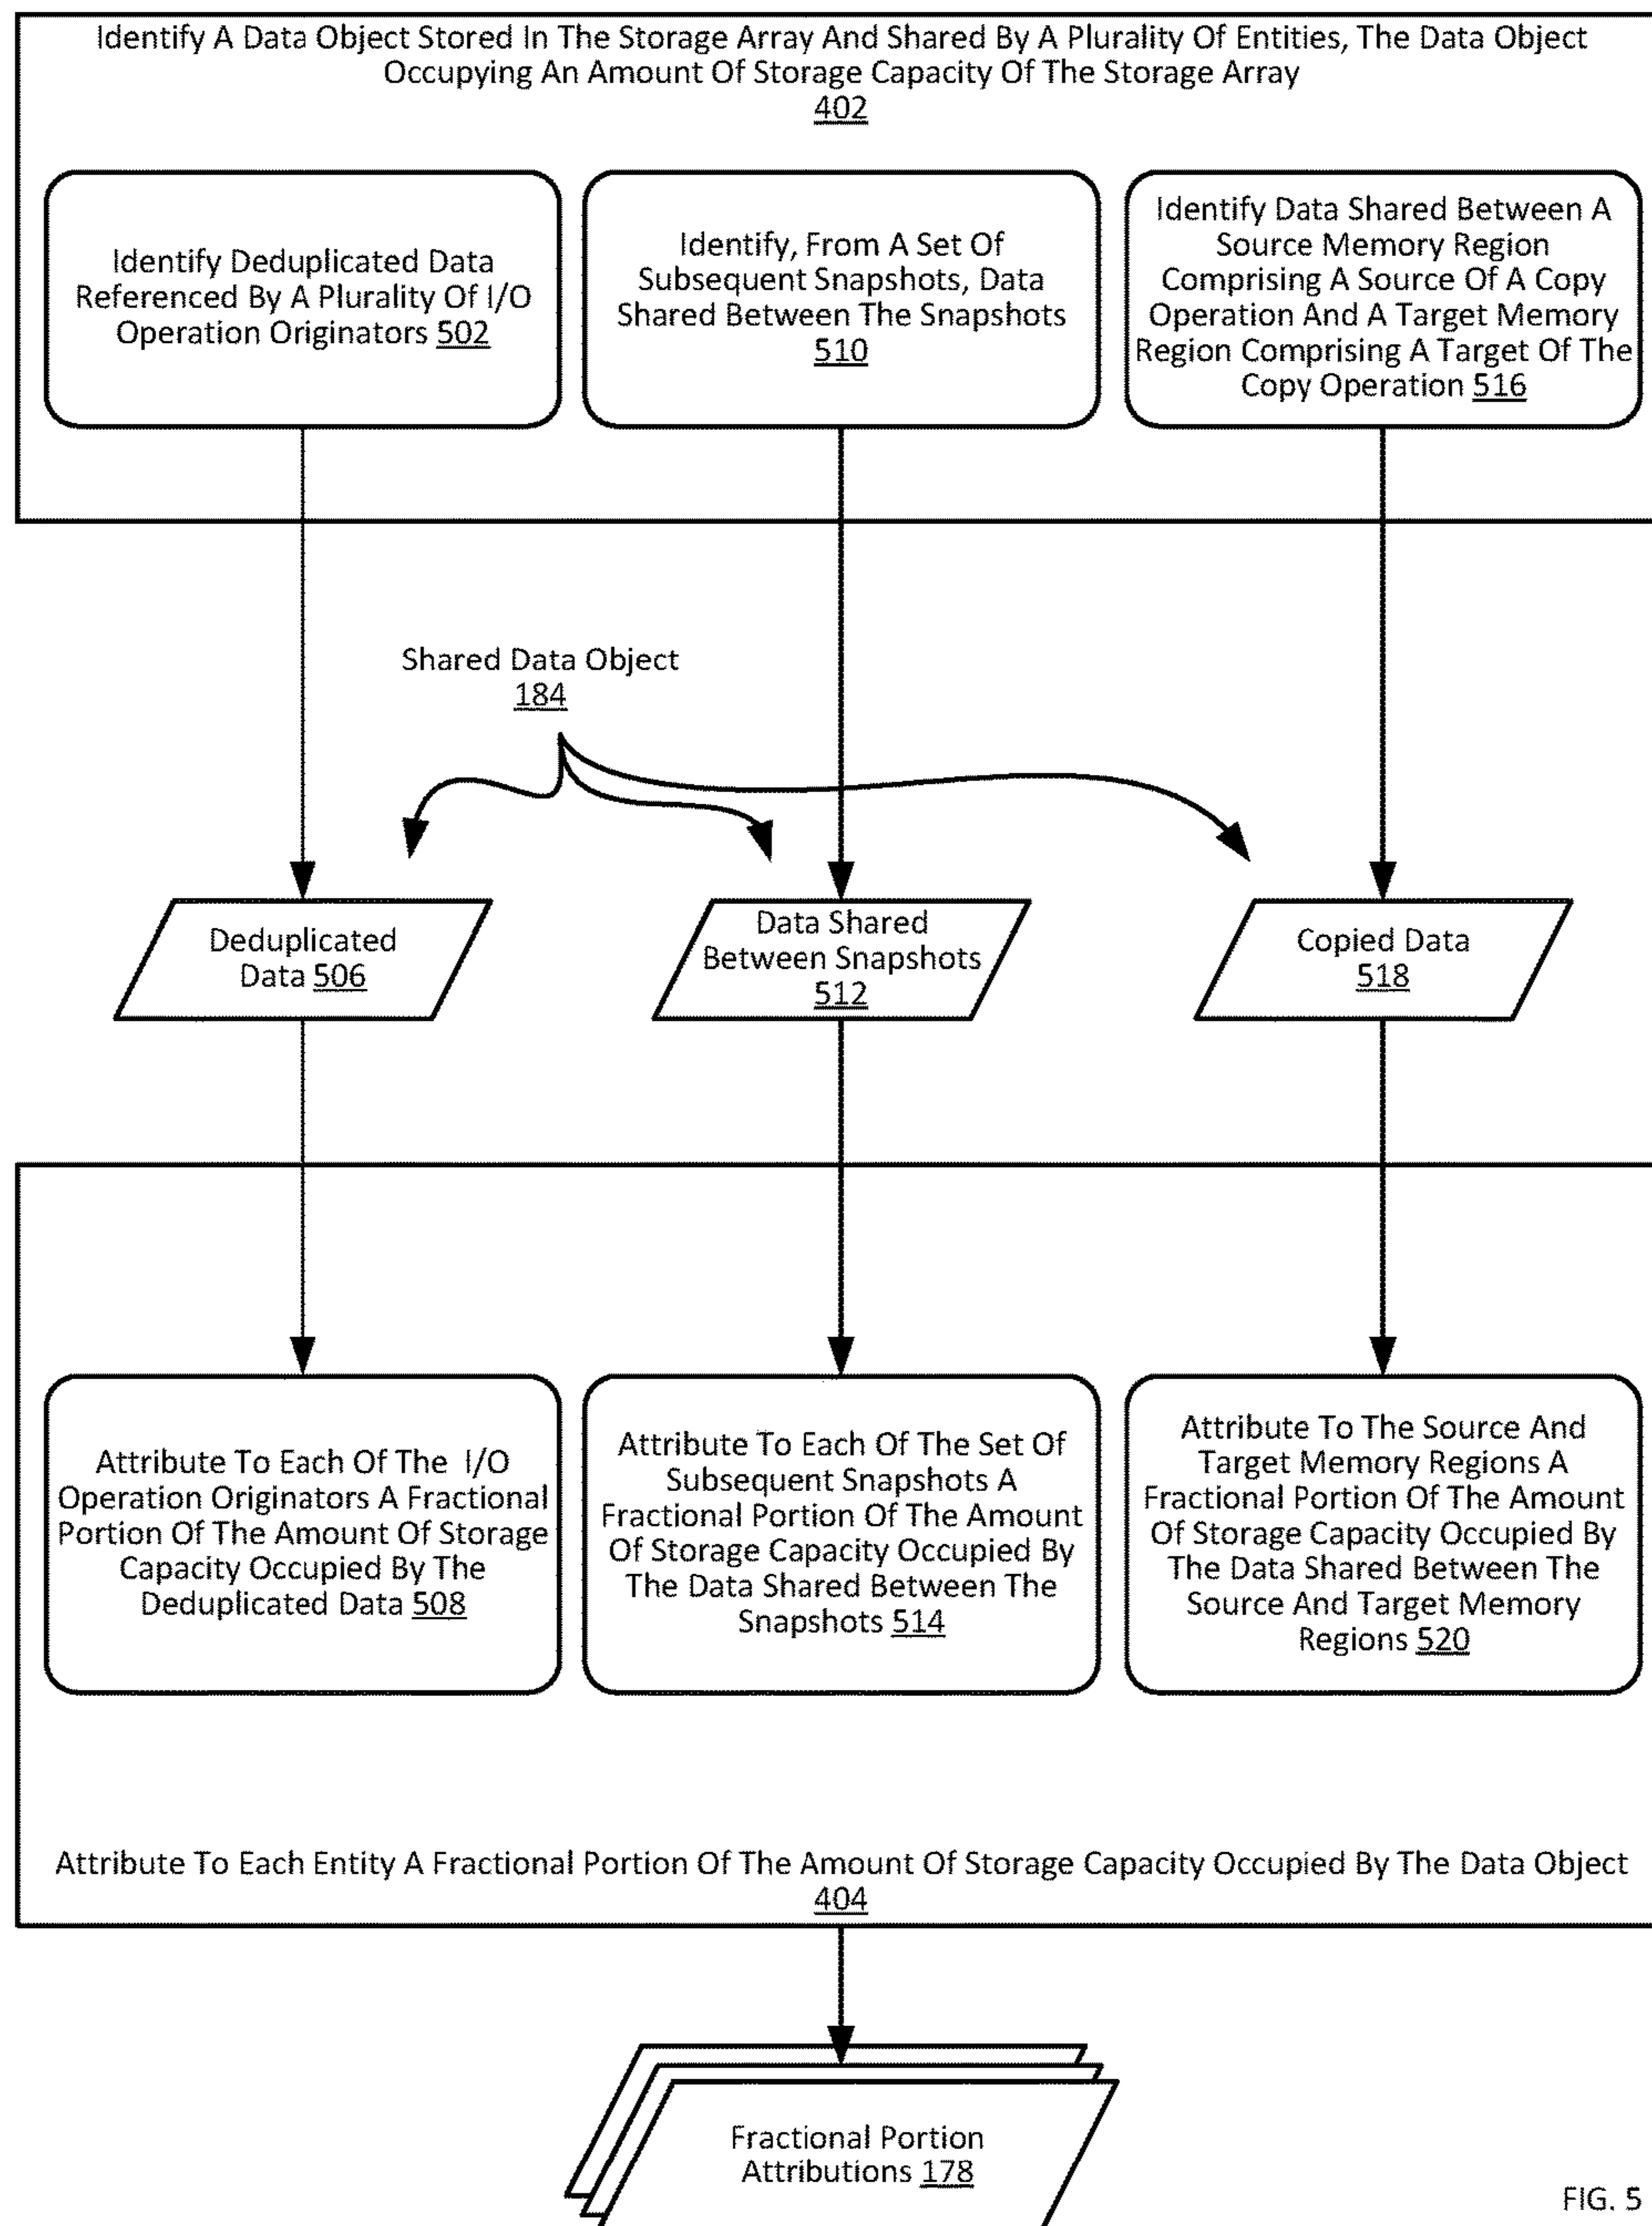 Identify A Data Object Stored In The Storage Array And Shared By A Plurality Of Entities, The Data Object
Occupying An Amount Of Storage Capacity Of The Storage Array
402
Identify Deduplicated Data
Referenced By A Plurality Of I/O
Operation Originators 502
Identify, From A Set Of
Subsequent Snapshots, Data
Shared Between The Snapshots
510
Identify Data Shared Between A
Source Memory Region
Comprising A Source Of A Copy
Operation And A Target Memory
Region Comprising A Target Of The
Copy Operation 516
Shared Data Object
184
Deduplicated
Data 506
Data Shared
Between Snapshots
512
Copied Data
518
Attribute To Each Of The I/O
Operation Originators A Fractional
Portion Of The Amount Of Storage
Capacity Occupied By The
Deduplicated Data 508
Attribute To Each Of The Set Of
Subsequent Snapshots A
Fractional Portion Of The Amount
Of Storage Capacity Occupied By
The Data Shared Between The
Snapshots 514
Attribute To The Source And
Target Memory Regions A
Fractional Portion Of The Amount
Of Storage Capacity Occupied By
The Data Shared Between The
Source And Target Memory
Regions 520
Attribute To Each Entity A Fractional Portion Of The Amount Of Storage Capacity Occupied By The Data Object
404
Fractional Portion
Attributions 178
FIG. 5